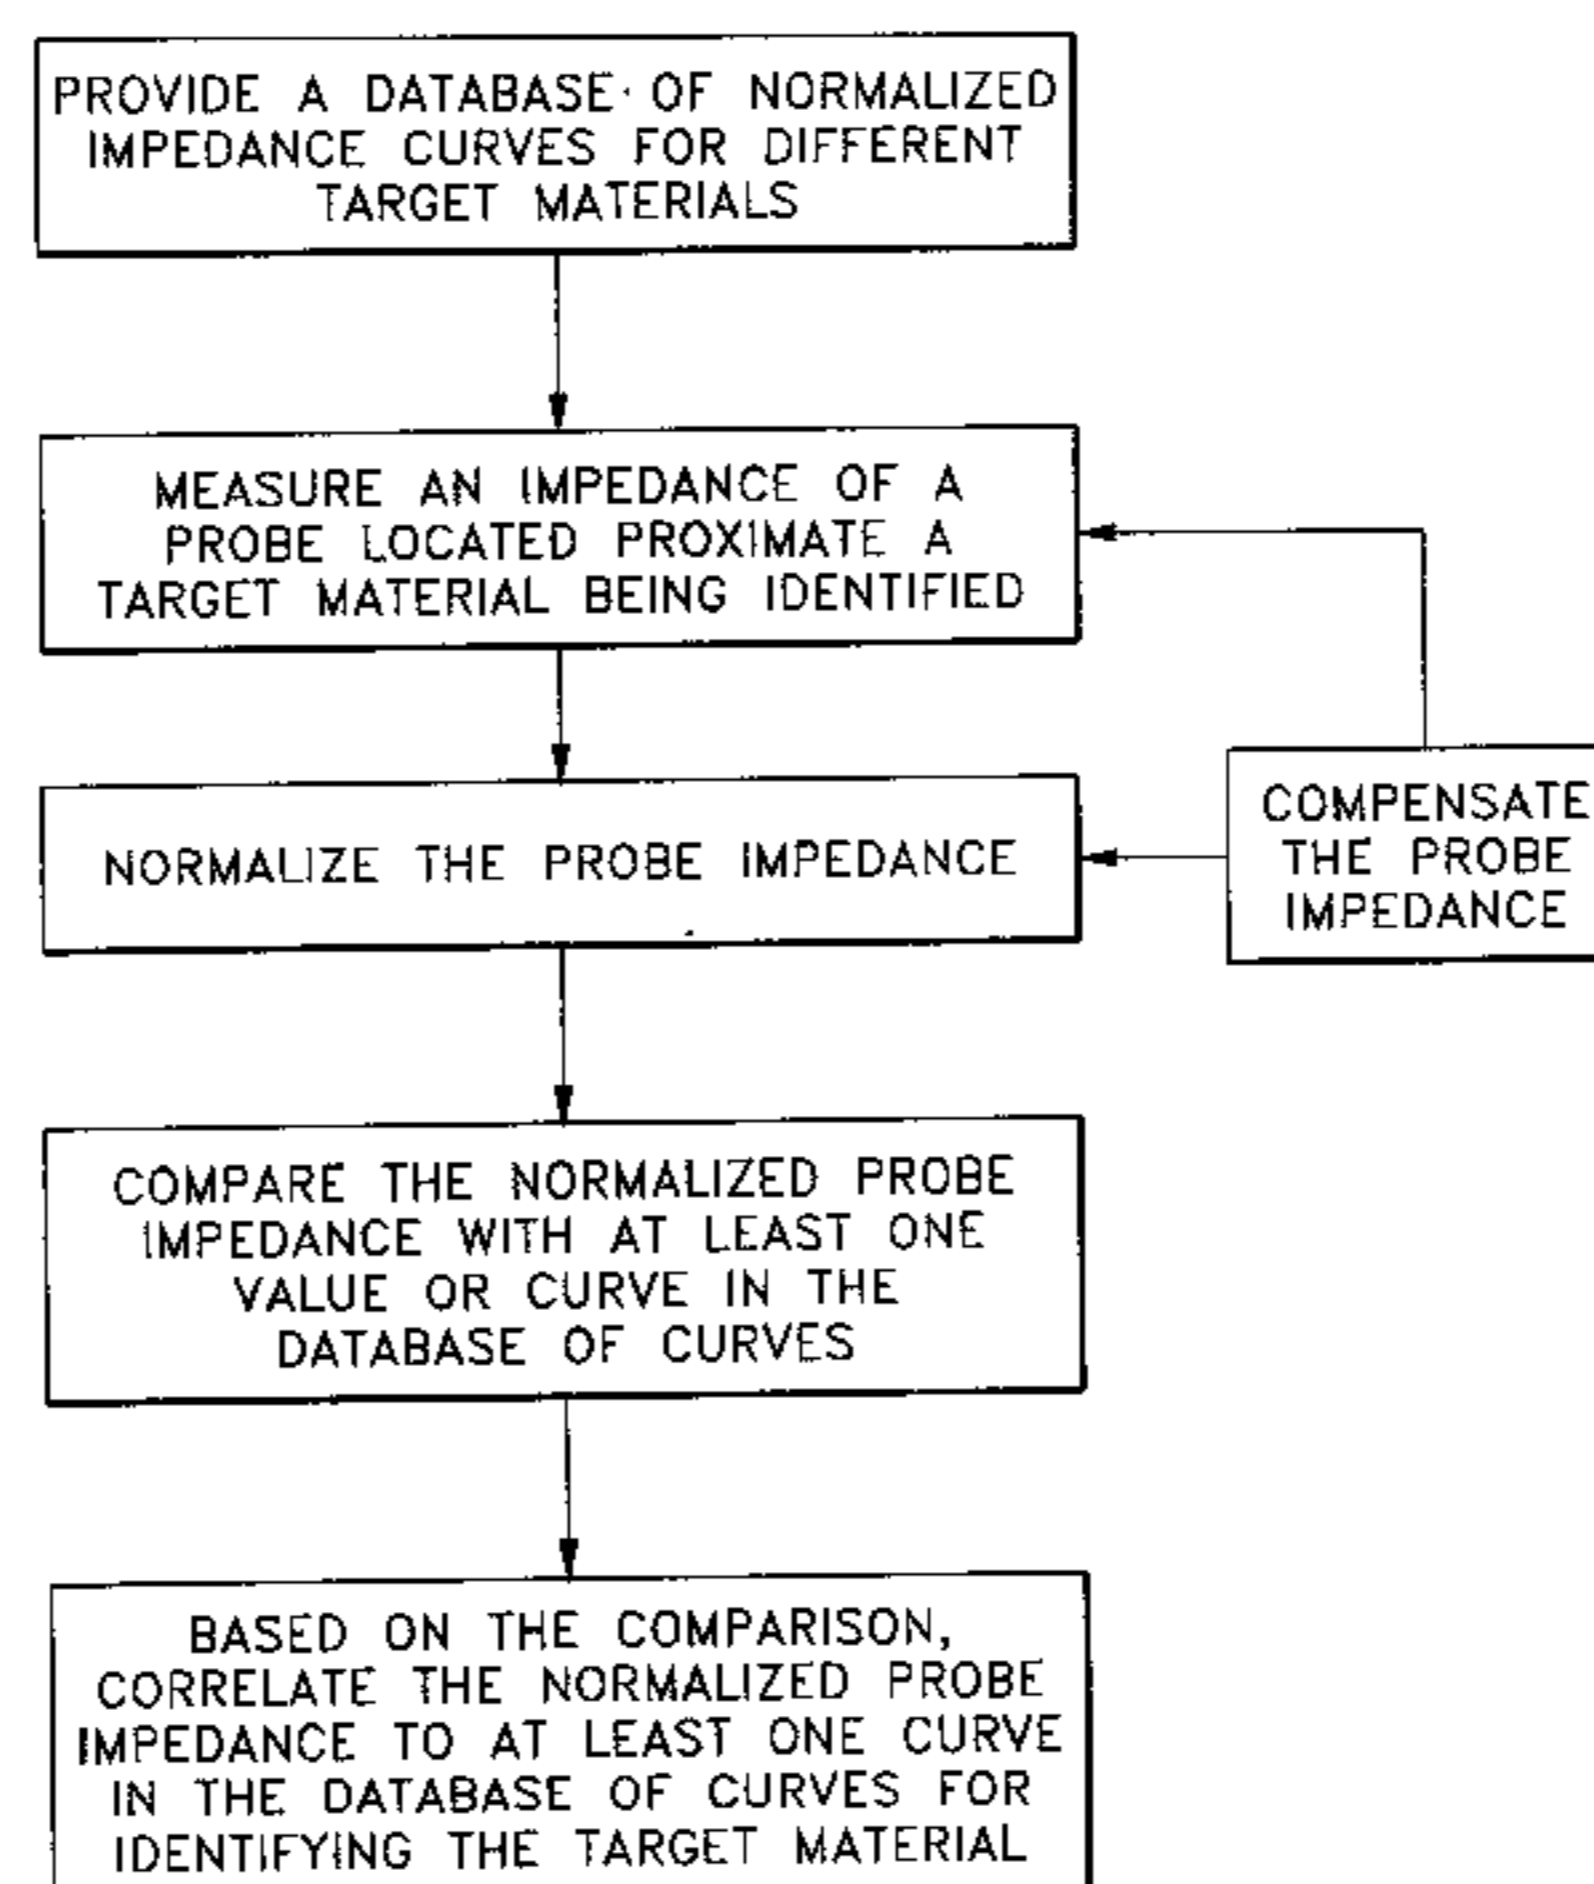 PROVIDE A DATABASE OF NORMALIZED
IMPEDANCE CURVES FOR DIFFERENT
TARGET MATERIALS
MEASURE AN IMPEDANCE OF A
PROBE LOCATED PROXIMATE A
TARGET MATERIAL BEING IDENTIFIED
NORMALIZE THE PROBE IMPEDANCE
COMPENSATE
THE PROBE
IMPEDANCE
COMPARE THE NORMALIZED PROBE
IMPEDANCE WITH AT LEAST ONE
VALUE OR CURVE IN THE
DATABASE OF CURVES
BASED ON THE COMPARISON,
CORRELATE THE NORMALIZED PROBE
IMPEDANCE TO AT LEAST ONE CURVE
IN THE DATABASE OF CURVES FOR
IDENTIFYING THE TARGET MATERIAL